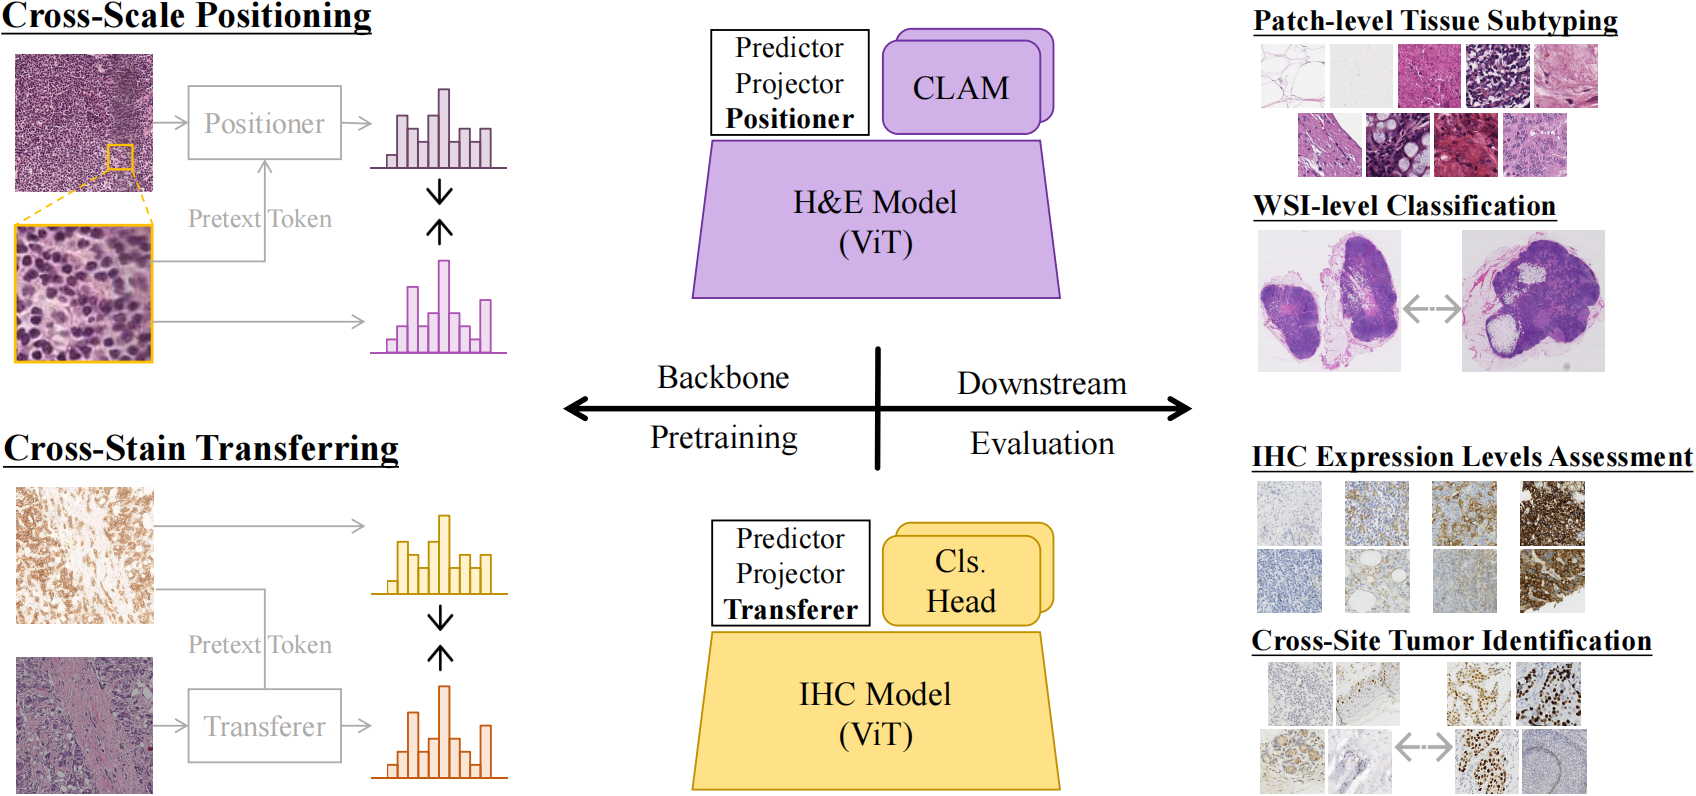 Cross-Scale Positioning
Positioner
Pretext Token
Cross-Stain Transferring
Pretext Token
Transferer
Predictor
Projector
Positioner
CLAM
H&E Model
(ViT)
Backbone
Pretraining
Downstream
Evaluation
Predictor
Projector
Transferer
Cls.
Head
IHC Model
(ViT)
Patch-level Tissue Subtyping
WSI-level Classification
IHC Expression Levels Assessment
Cross-Site Tumor Identification